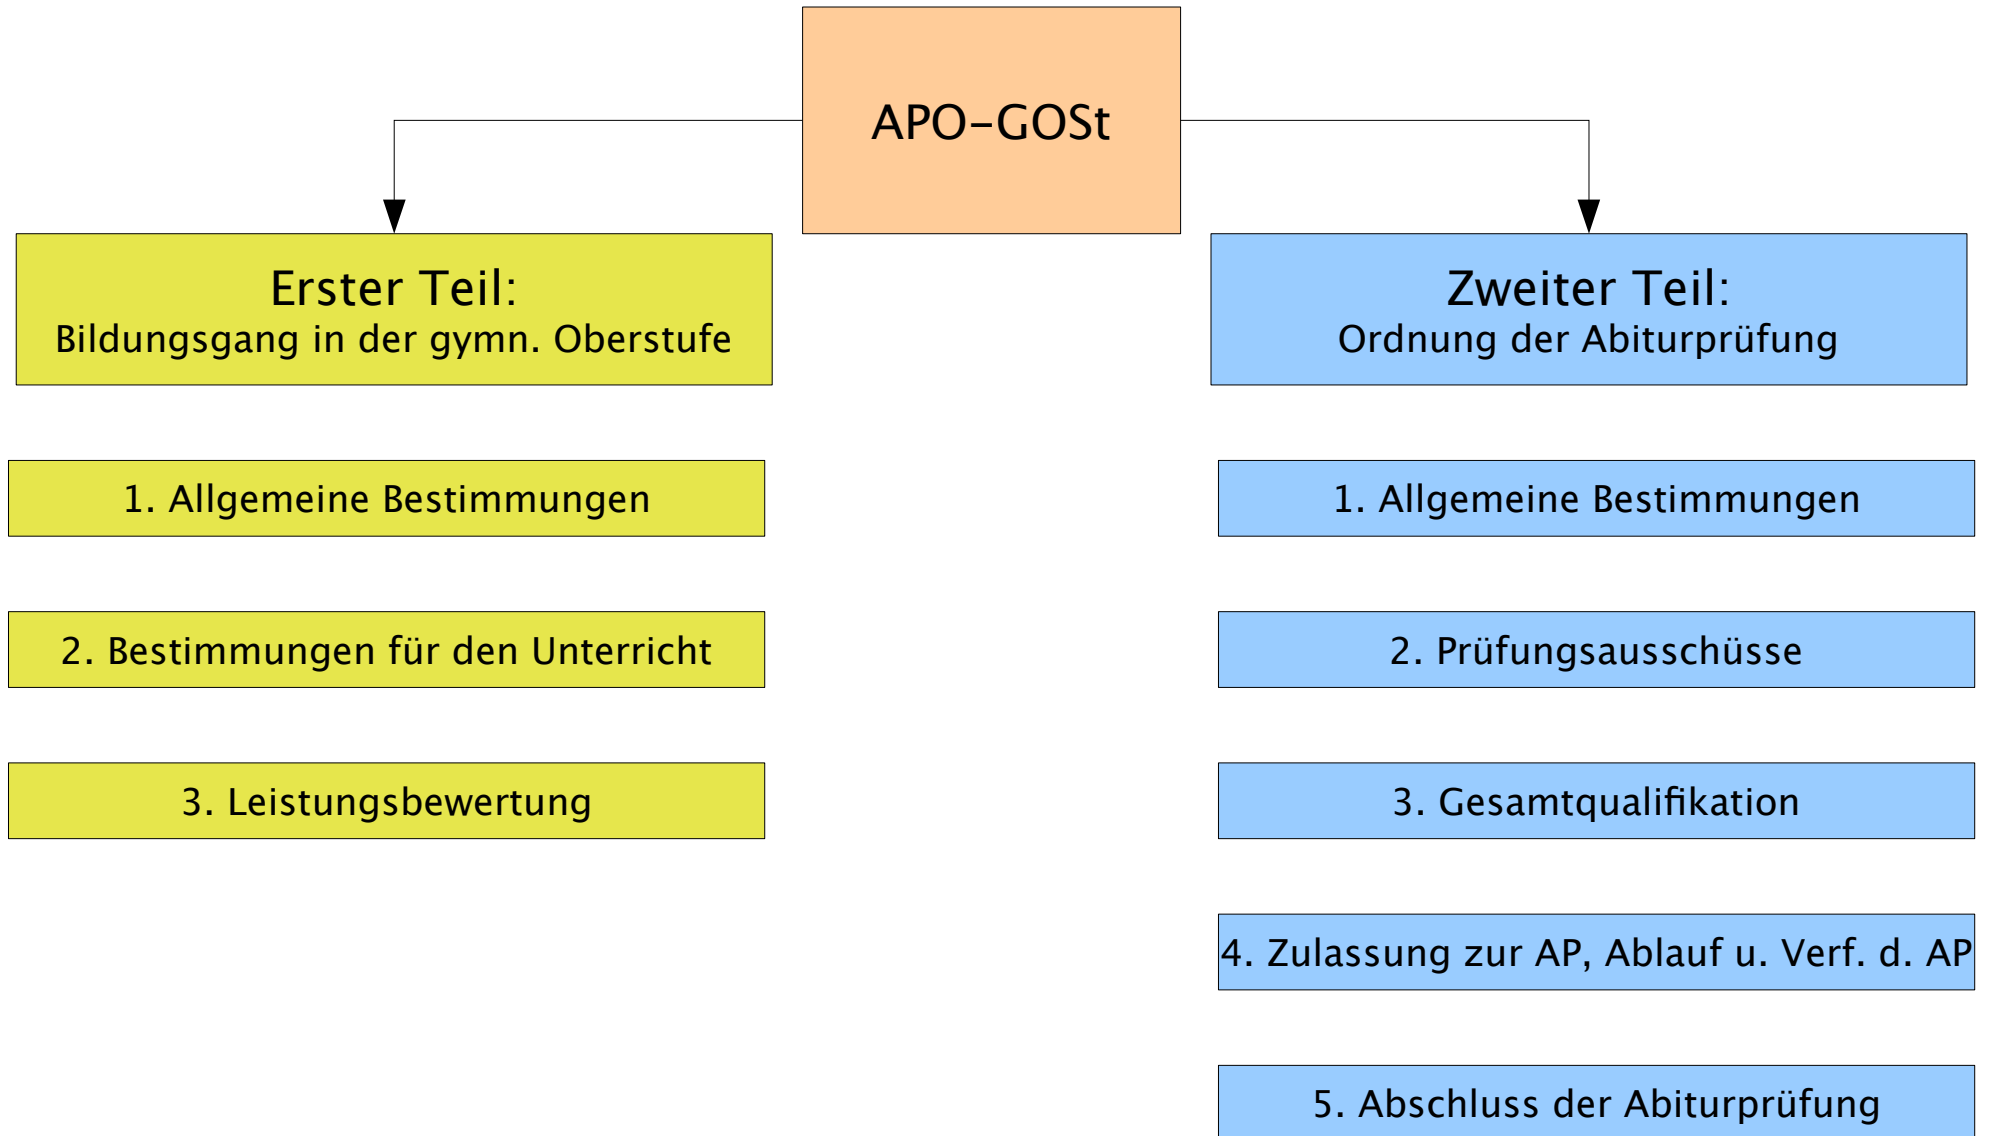 APO-GOSt
Erster Teil:
Bildungsgang in der gymn. Oberstufe
1. Allgemeine Bestimmungen
2. Bestimmungen für den Unterricht
3. Leistungsbewertung
Zweiter Teil:
Ordnung der Abiturprüfung
1. Allgemeine Bestimmungen
2. Prüfungsausschüsse
3. Gesamtqualifikation
4. Zulassung zur AP, Ablauf u. Verf. d. AP
5. Abschluss der Abiturprüfung